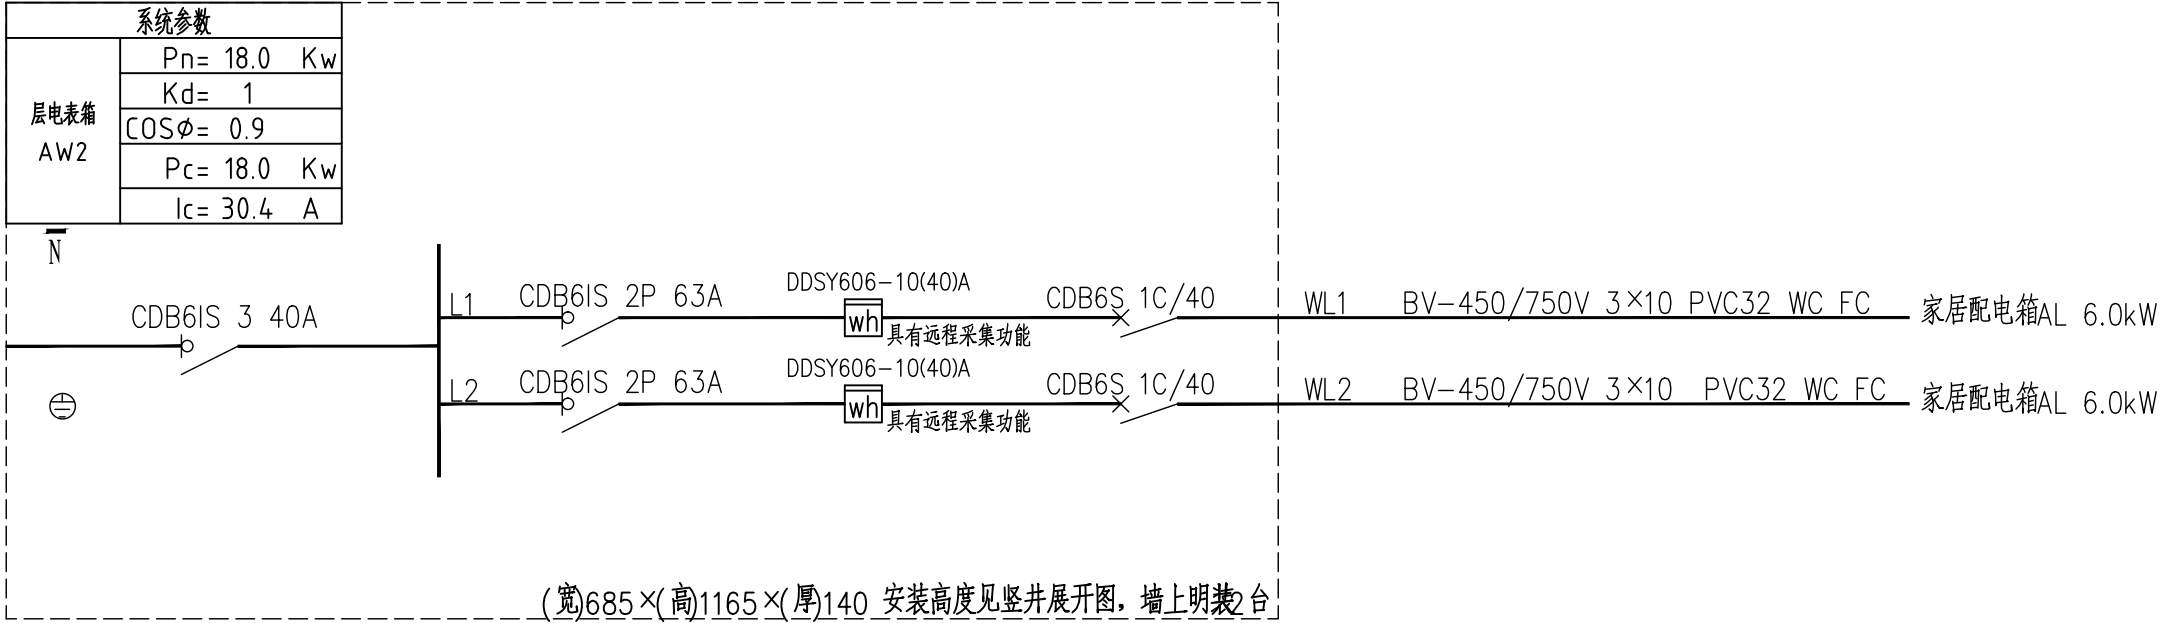 系统参数
层电表箱
AW2
Pn= 18.0 Kw
Kd= 1
COSØ= 0.9
Pc= 18.0 Kw
Ic= 30.4 A
N
CDB6IS 3 40A
L1 CDB6IS 2P 63A DDSY606-10(40)A CDB6S 1C/40 WL1 BV-450/750V 3×10 PVC32 WC FC 家居配电箱AL 6.0kW
wh 具有远程采集功能
L2 CDB6IS 2P 63A DDSY606-10(40)A CDB6S 1C/40 WL2 BV-450/750V 3×10 PVC32 WC FC 家居配电箱AL 6.0kW
wh 具有远程采集功能
(宽)685×(高)1165×(厚)140 安装高度见竖井展开图，墙上明装2台